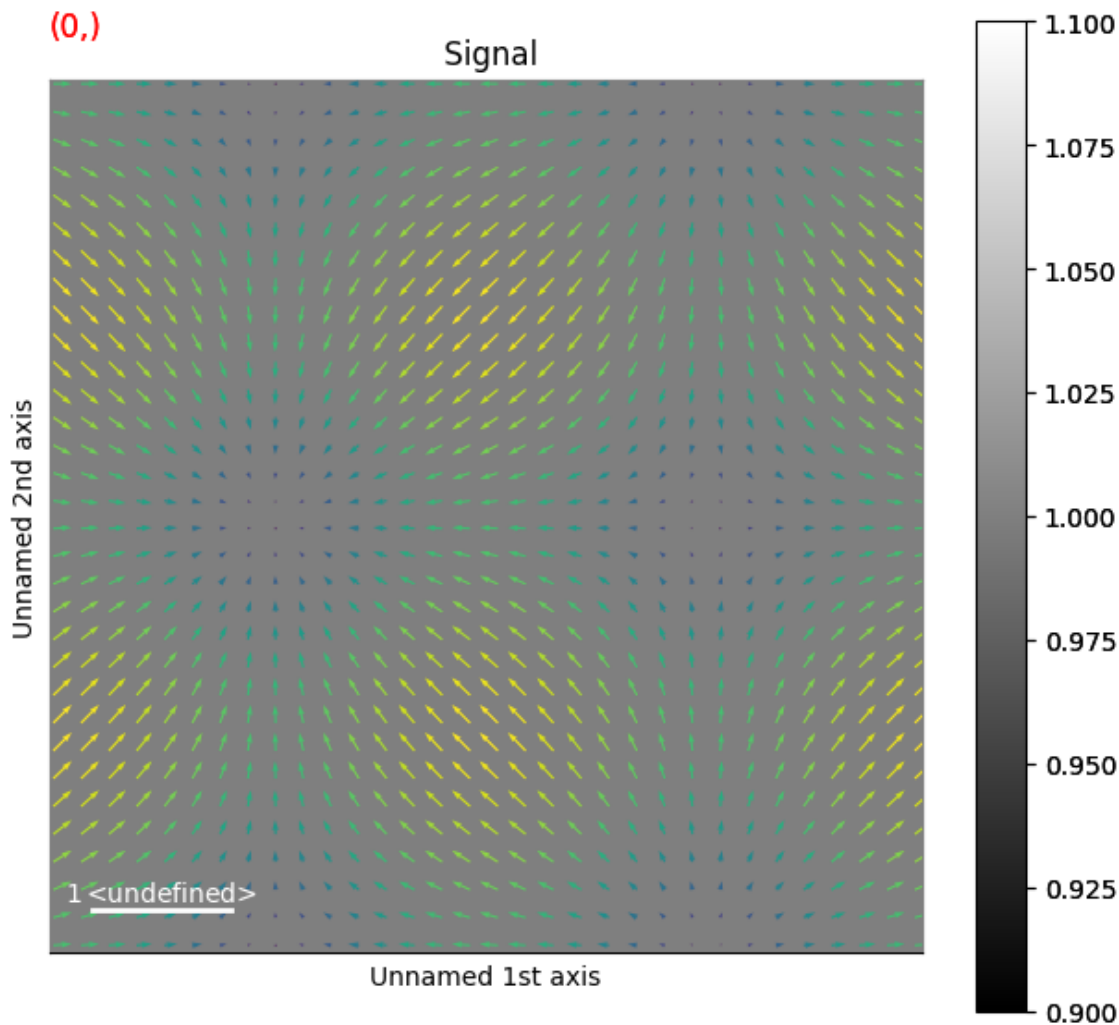 (0,)
Signal
1.100
1.075
1.050
1.025
1.000
0.975
0.950
0.925
0.900
Unnamed 2nd axis
1 <undefined>
Unnamed 1st axis